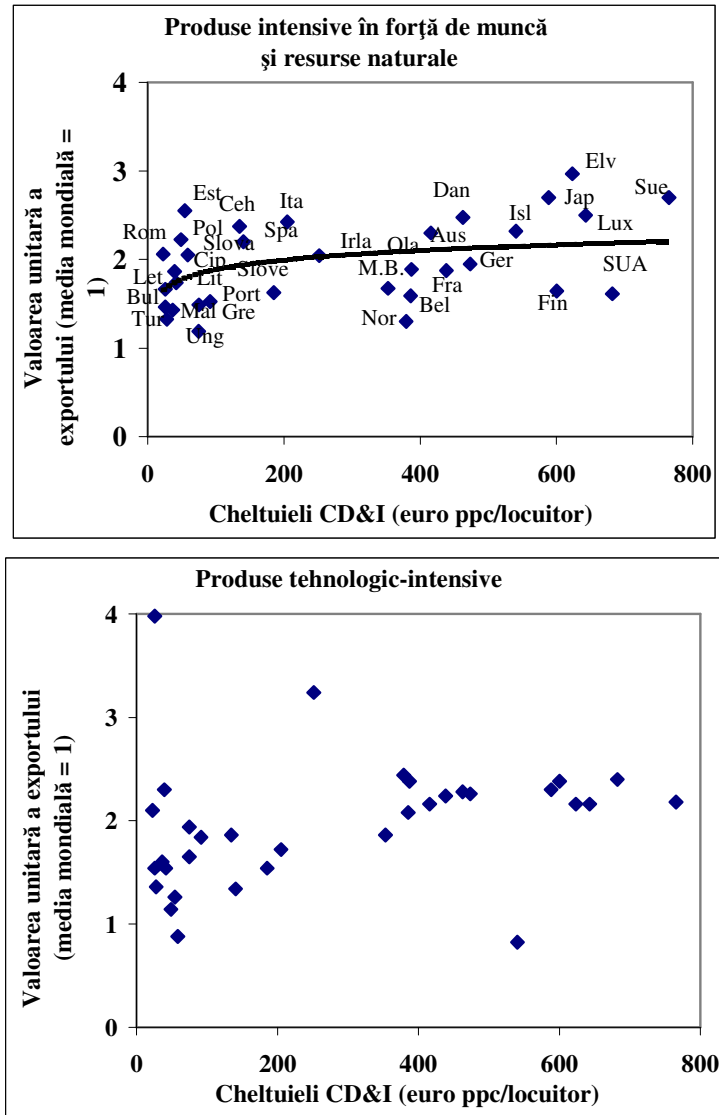 Produse intensive în forţă de muncă
şi resurse naturale
Valoarea unitară a
exportului (media mondială =
1)
4
3
2
1
0
Elv
Est
Ceh
Ita
Dan
Isl
Jap
Sue
Rom
Pol
Spa
Lux
Slova
Irla
Ola
Aus
Cip
Slove
M.B.
Ger
SUA
Let
Lit
Bul
Port
Fra
Fin
Tur
Mal
Gre
Nor
Bel
Ung
0 200 400 600 800
Cheltuieli CD&I (euro ppc/locuitor)
Produse tehnologic-intensive
Valoarea unitară a exportului
(media mondială = 1)
4
3
2
1
0
0 200 400 600 800
Cheltuieli CD&I (euro ppc/locuitor)